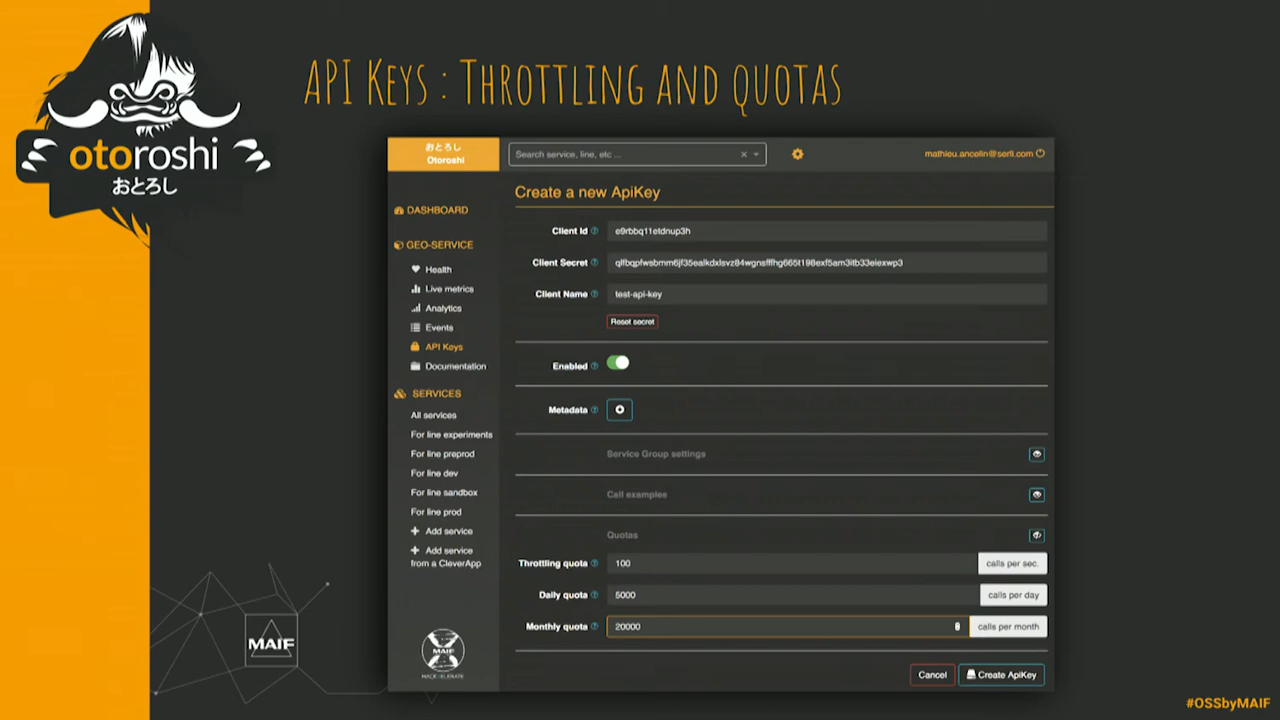 otoroshi
おとろし
API Keys : Throttling and quotas
おとろし
Otoroshi
Search service, line, etc ...
mathieu.ancelin@serli.com
DASHBOARD
GEO-SERVICE
Health
Live metrics
Analytics
Events
API Keys
Documentation
SERVICES
All services
For line experiments
For line preprod
For line dev
For line sandbox
For line prod
Add service
Add service
from a CleverApp
MAIF
Create a new ApiKey
Client Id
e9rbbq11etdnup3h
Client Secret
Client Name
test-api-key
Reset secret
Enabled
Metadata
Service Group settings
Call examples
Quotas
Throttling quota
100
calls per sec.
Daily quota
5000
calls per day
Monthly quota
20000
calls per month
Cancel
Create ApiKey
MAIF
#OSSbyMAIF